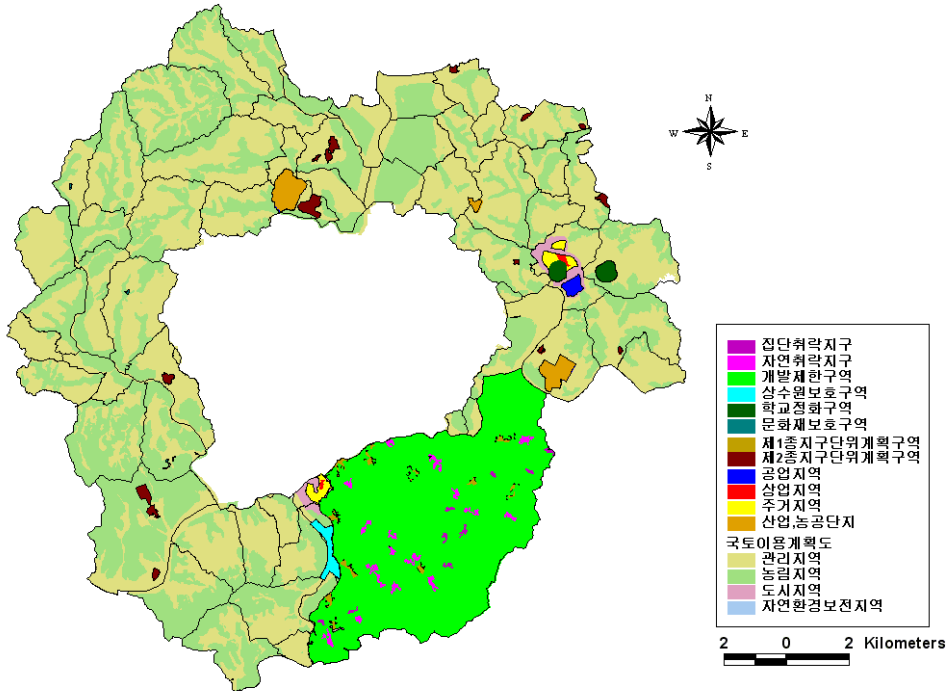 N
W
E
S
집단취락지구
자연취락지구
개발제한구역
상수원보호구역
학교정화구역
문화재보호구역
제1종지구단위계획구역
제2종지구단위계획구역
공업지역
상업지역
주거지역
산업,농공단지
국토이용계획도
관리지역
농림지역
도시지역
자연환경보전지역
2 0 2 Kilometers